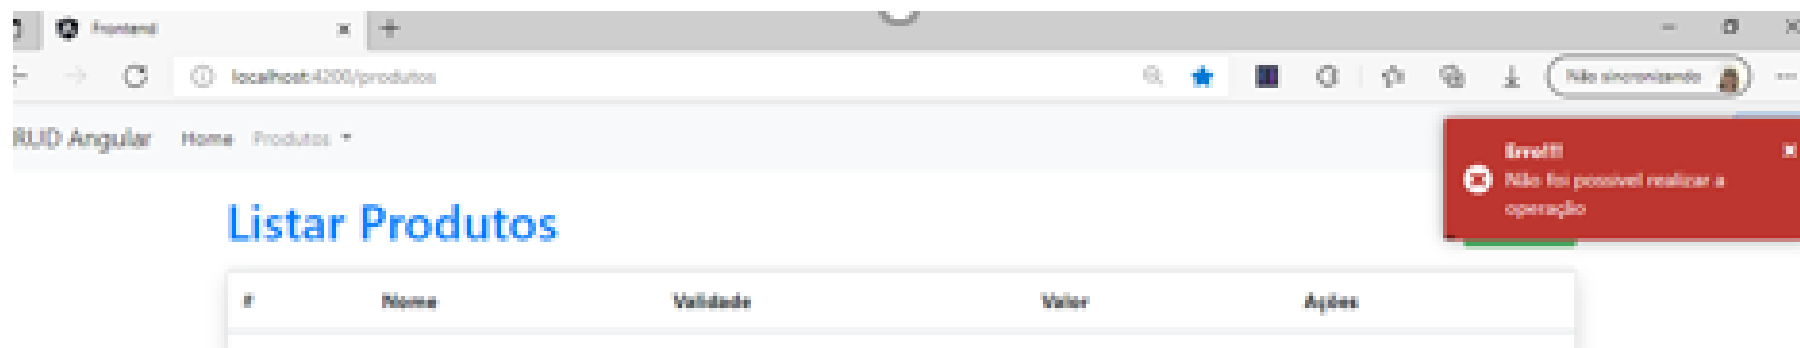 Frontend
localhost:4200/produtos
Não sincronizando
RUD Angular Home Produtos
Erro!!!
Não foi possível realizar a
operação
Listar Produtos
# Nome Validade Valor Ações